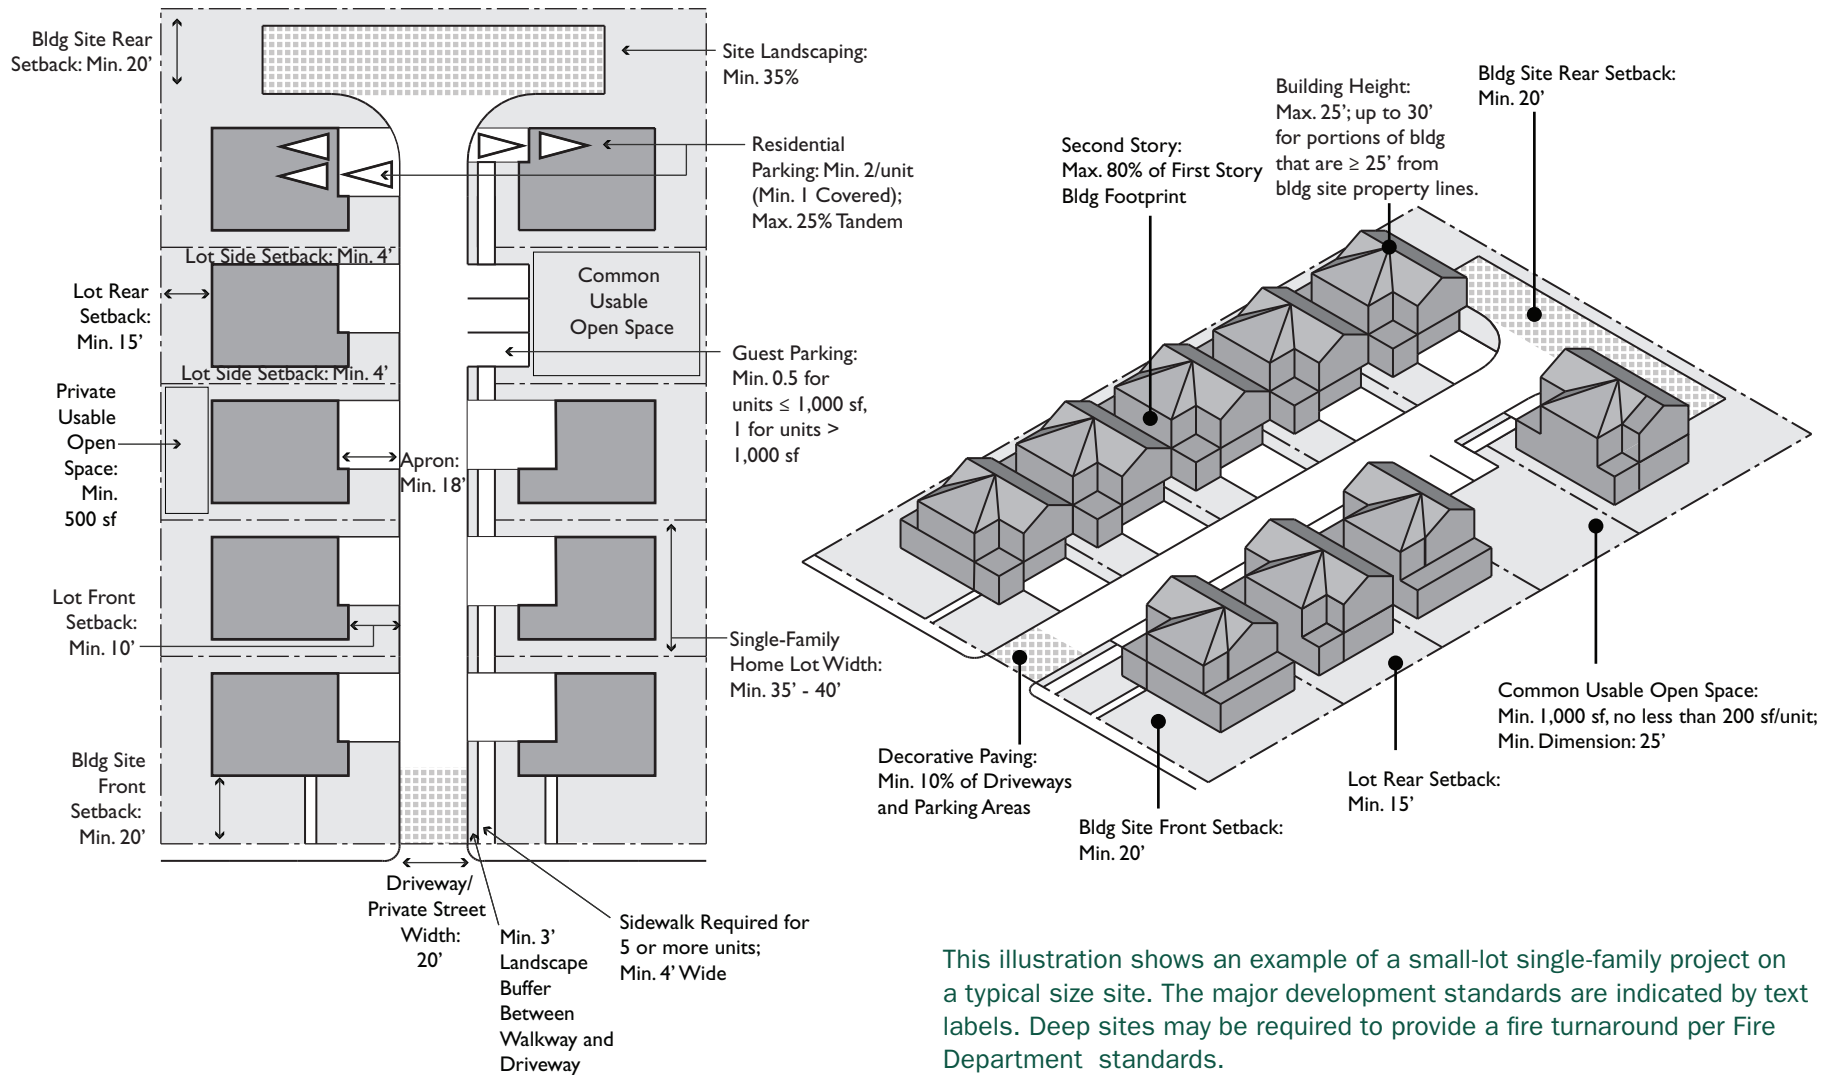 Bldg Site Rear
Setback: Min. 20’
Site Landscaping:
Min. 35%
Residential
Parking: Min. 2/unit
(Min. 1 Covered);
Max. 25% Tandem
Lot Side Setback: Min. 4’
Lot Rear
Setback:
Min. 15’
Common
Usable
Open Space
Guest Parking:
Min. 0.5 for
units ≤ 1,000 sf,
1 for units >
1,000 sf
Lot Side Setback: Min. 4’
Private
Usable
Open
Space:
Min.
500 sf
Apron:
Min. 18’
Lot Front
Setback:
Min. 10’
Single-Family
Home Lot Width:
Min. 35’ - 40’
Bldg Site
Front
Setback:
Min. 20’
Driveway/
Private Street
Width:
20’
Min. 3’
Landscape
Buffer
Between
Walkway and
Driveway
Sidewalk Required for
5 or more units;
Min. 4’ Wide
Second Story:
Max. 80% of First Story
Bldg Footprint
Building Height:
Max. 25’; up to 30’
for portions of bldg
that are ≥ 25’ from
bldg site property lines.
Bldg Site Rear Setback:
Min. 20’
Decorative Paving:
Min. 10% of Driveways
and Parking Areas
Bldg Site Front Setback:
Min. 20’
Lot Rear Setback:
Min. 15’
Common Usable Open Space:
Min. 1,000 sf, no less than 200 sf/unit;
Min. Dimension: 25’
This illustration shows an example of a small-lot single-family project on
a typical size site. The major development standards are indicated by text
labels. Deep sites may be required to provide a fire turnaround per Fire
Department standards.